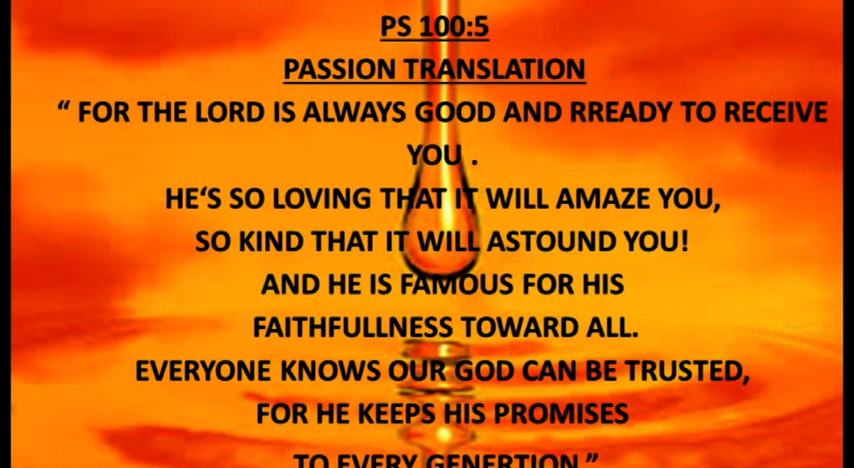 PS 100:5
PASSION TRANSLATION
“ FOR THE LORD IS ALWAYS GOOD AND RREADY TO RECEIVE
YOU .
HE‘S SO LOVING THAT IT WILL AMAZE YOU,
SO KIND THAT IT WILL ASTOUND YOU!
AND HE IS FAMOUS FOR HIS
FAITHFULLNESS TOWARD ALL.
EVERYONE KNOWS OUR GOD CAN BE TRUSTED,
FOR HE KEEPS HIS PROMISES
TO EVERY GENERTION.”